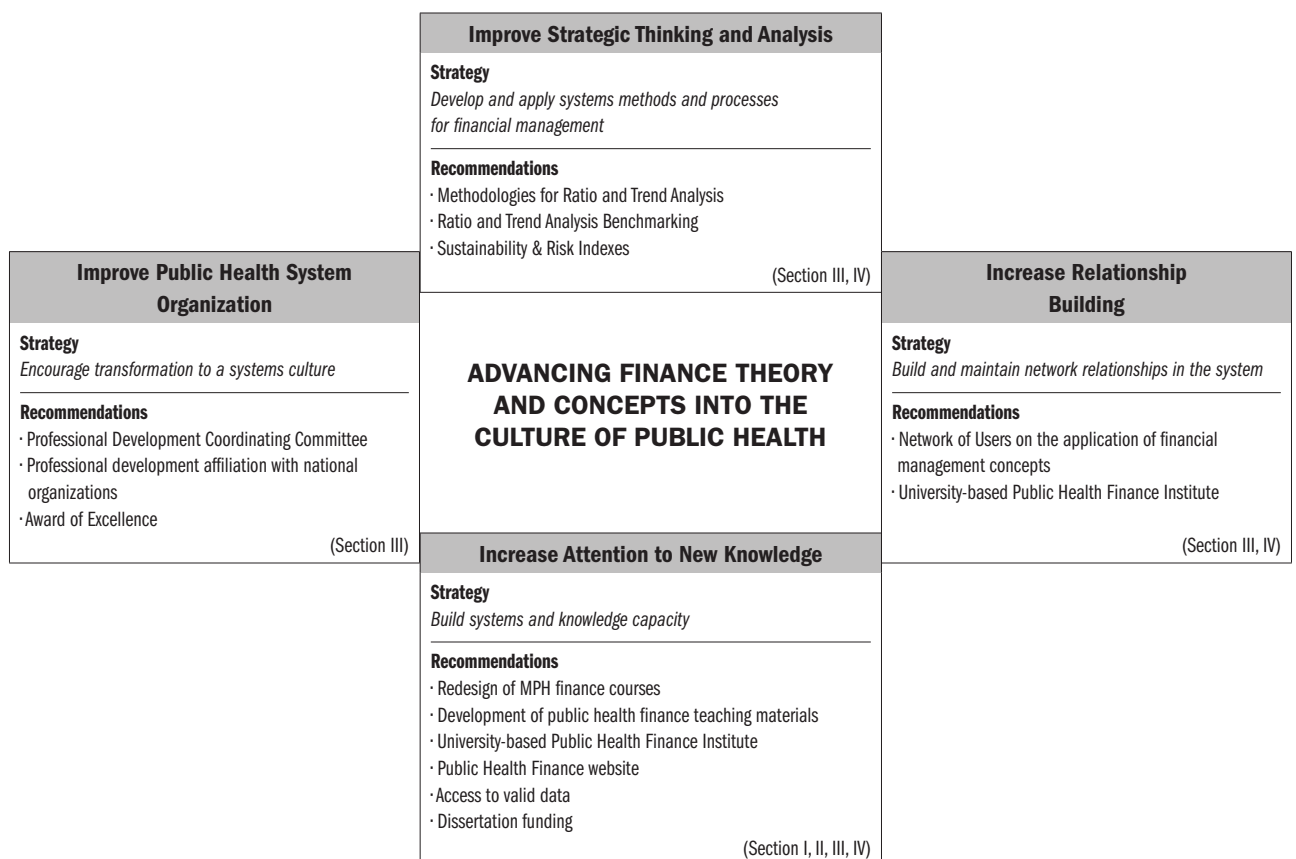 Improve Strategic Thinking and Analysis
Strategy
Develop and apply systems methods and processes
for financial management
Recommendations
· Methodologies for Ratio and Trend Analysis
· Ratio and Trend Analysis Benchmarking
· Sustainability & Risk Indexes
(Section III, IV)
Improve Public Health System
Organization
Strategy
Encourage transformation to a systems culture
Recommendations
· Professional Development Coordinating Committee
· Professional development affiliation with national
organizations
· Award of Excellence
(Section III)
ADVANCING FINANCE THEORY
AND CONCEPTS INTO THE
CULTURE OF PUBLIC HEALTH
Increase Relationship
Building
Strategy
Build and maintain network relationships in the system
Recommendations
· Network of Users on the application of financial
management concepts
· University-based Public Health Finance Institute
(Section III, IV)
Increase Attention to New Knowledge
Strategy
Build systems and knowledge capacity
Recommendations
· Redesign of MPH finance courses
· Development of public health finance teaching materials
· University-based Public Health Finance Institute
· Public Health Finance website
· Access to valid data
· Dissertation funding
(Section I, II, III, IV)